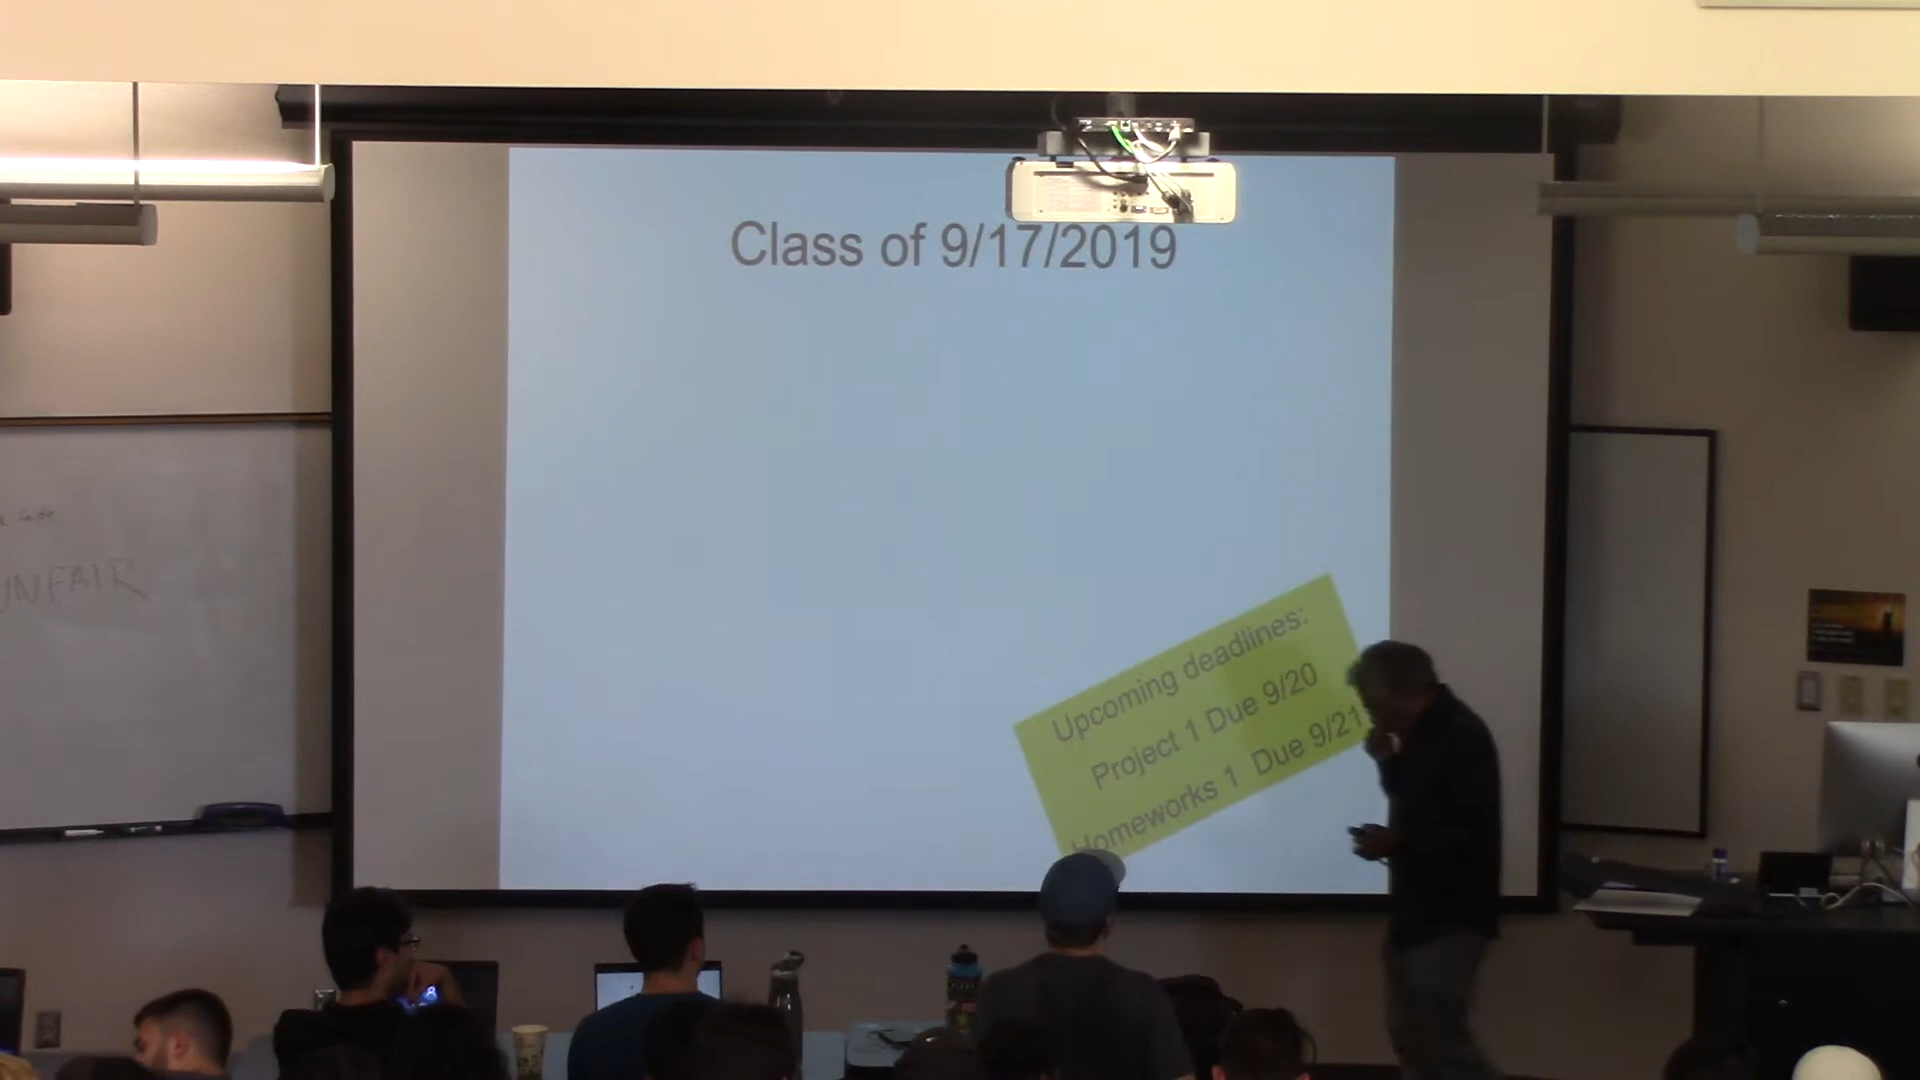 Class of 9/17/2019
Upcoming deadlines:
Project 1 Due 9/20
Homeworks 1 Due 9/21
UNFAIR